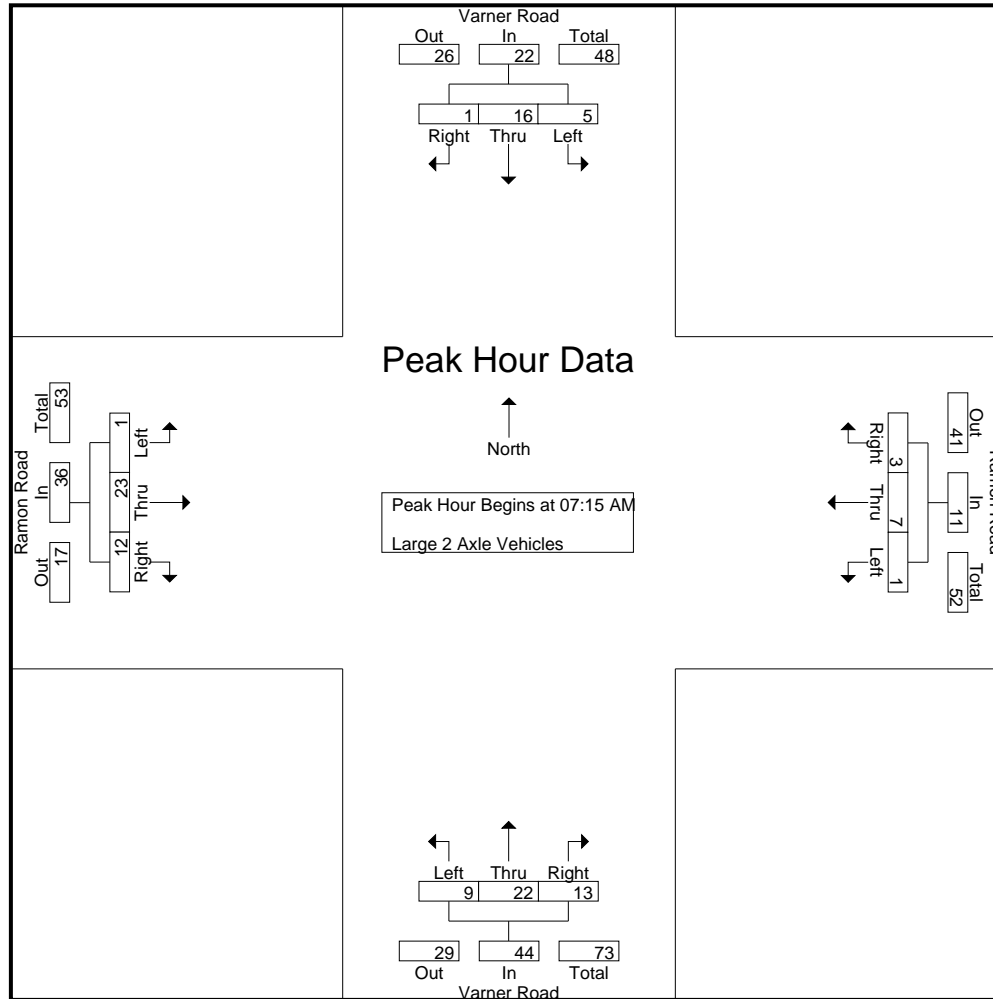 Varner Road
Out In Total
26 22 48
1 16 5
Right Thru Left
Peak Hour Data
North
Peak Hour Begins at 07:15 AM
Large 2 Axle Vehicles
Ramon Road
Total In Out
53 36 17
1 23 12
Left Thru Right
Ramon Road
Out In Total
41 11 52
3 7 1
Right Thru Left
Left Thru Right
9 22 13
29 44 73
Out In Total
Varner Road